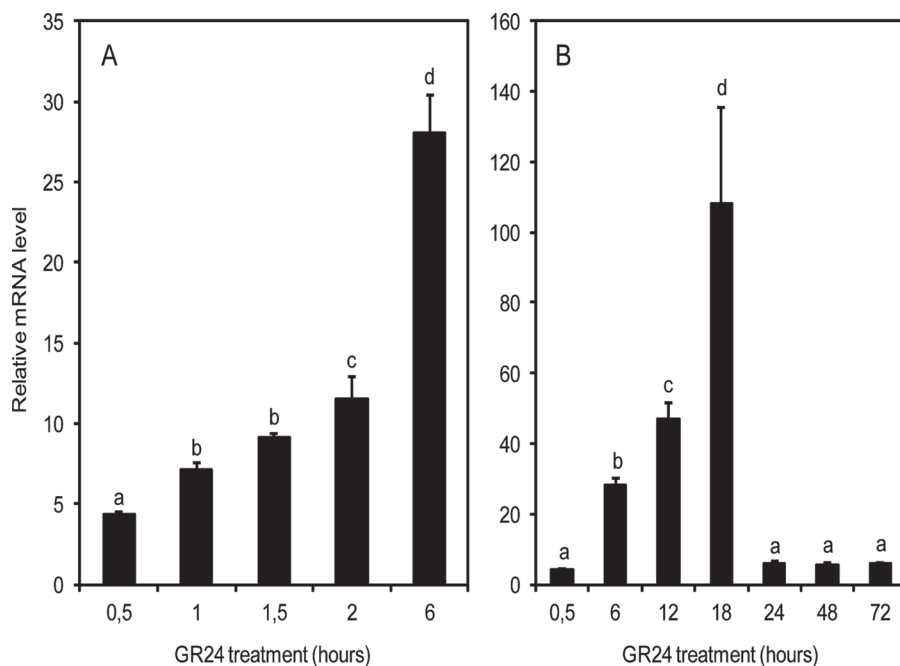 A
Relative mRNA level
35
30
25
20
15
10
5
0
a
b
b
c
d
0,5 1 1,5 2 6
GR24 treatment (hours)
B
160
140
120
100
80
60
40
20
0
a
b
c
d
a
a
a
0,5 6 12 18 24 48 72
GR24 treatment (hours)